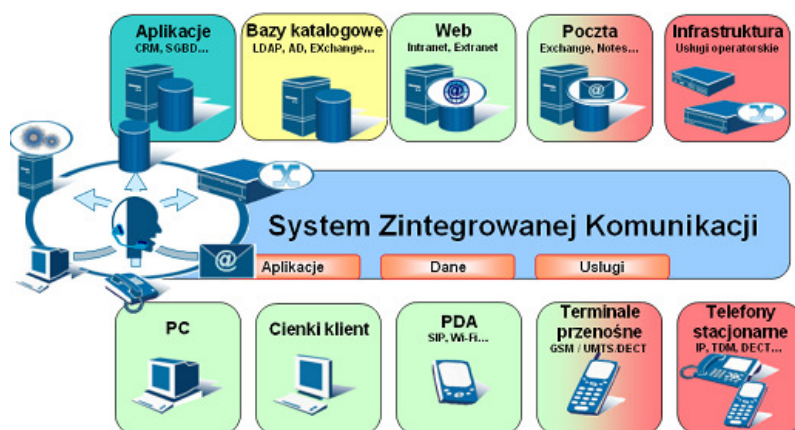 Aplikacje
CRM, SGBD...
Bazy katalogowe
LDAP, AD, EXchange...
Web
Intranet, Extranet
Poczta
Exchange, Notes...
Infrastruktura
Usługi operatorskie
@
@
System Zintegrowanej Komunikacji
@
Aplikacje
Dane
Usługi
PC
Cienki klient
PDA
SIP, Wi-Fi...
Terminale
przenośne
GSM / UMTS/DECT
Telefony
stacjonarne
IP, TDM, DECT...